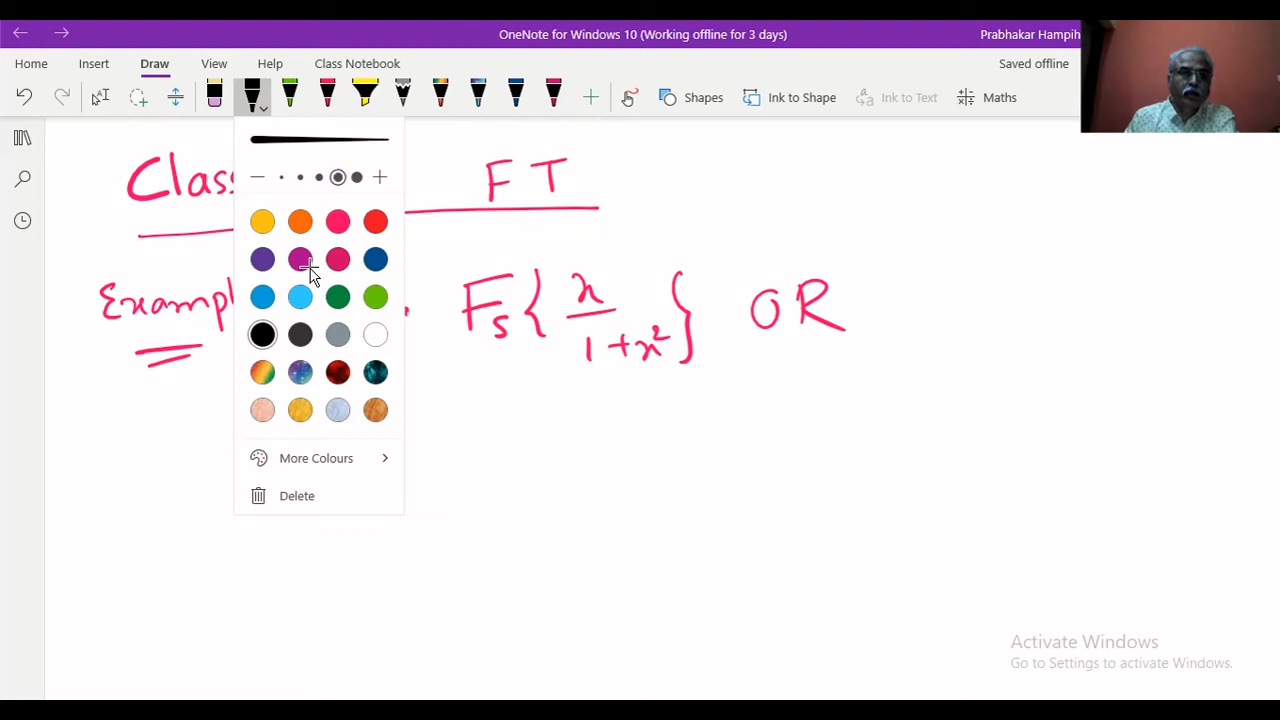 OneNote for Windows 10 (Working offline for 3 days)
Prabhakar Hampih
Home Insert Draw View Help Class Notebook
Saved offline
Shapes Ink to Shape Ink to Text Maths
Class FT
Exampl Fs{x/1+x²} OR
More Colours
Delete
Activate Windows
Go to Settings to activate Windows.